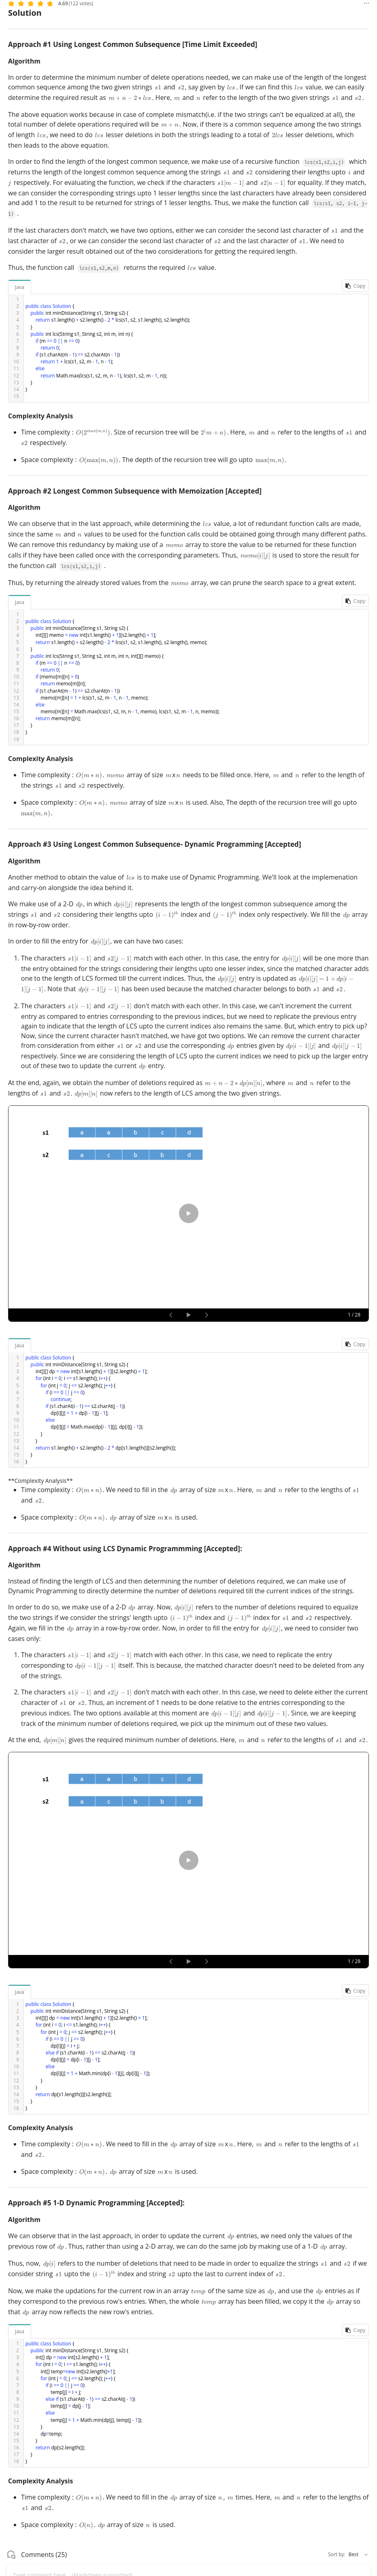 4.69 (122 votes)
Solution
Approach #1 Using Longest Common Subsequence [Time Limit Exceeded]
Algorithm
In order to determine the minimum number of delete operations needed, we can make use of the length of the longest
common sequence among the two given strings s1 and s2, say given by lcs. If we can find this lcs value, we can easily
determine the required result as m + n − 2 ∗ lcs. Here, m and n refer to the length of the two given strings s1 and s2.
The above equation works because in case of complete mismatch(i.e. if the two strings can't be equalized at all), the
total number of delete operations required will be m + n. Now, if there is a common sequence among the two strings
of length lcs, we need to do lcs lesser deletions in both the strings leading to a total of 2lcs lesser deletions, which
then leads to the above equation.
In order to find the length of the longest common sequence, we make use of a recursive function lcs(s1,s2,i,j) which
returns the length of the longest common sequence among the strings s1 and s2 considering their lengths upto i and
j respectively. For evaluating the function, we check if the characters s1[m − 1] and s2[n − 1] for equality. If they match,
we can consider the corresponding strings upto 1 lesser lengths since the last characters have already been considered
and add 1 to the result to be returned for strings of 1 lesser lengths. Thus, we make the function call lcs(s1, s2, i-1, j-
1) .
If the last characters don't match, we have two options, either we can consider the second last character of s1 and the
last character of s2, or we can consider the second last character of s2 and the last character of s1. We need to
consider the larger result obtained out of the two considerations for getting the required length.
Thus, the function call lcs(s1,s2,m,n) returns the required lcs value.
Java
Copy
1
2 public class Solution {
3 public int minDistance(String s1, String s2) {
4 return s1.length() + s2.length() - 2 * lcs(s1, s2, s1.length(), s2.length());
5 }
6 public int lcs(String s1, String s2, int m, int n) {
7 if (m == 0 || n == 0)
8 return 0;
9 if (s1.charAt(m - 1) == s2.charAt(n - 1))
10 return 1 + lcs(s1, s2, m - 1, n - 1);
11 else
12 return Math.max(lcs(s1, s2, m, n - 1), lcs(s1, s2, m - 1, n));
13 }
14 }
15
Complexity Analysis
• Time complexity : O(2^max(m,n)). Size of recursion tree will be 2^(m + n). Here, m and n refer to the lengths of s1 and
s2 respectively.
• Space complexity : O(max(m, n)). The depth of the recursion tree will go upto max(m, n).
Approach #2 Longest Common Subsequence with Memoization [Accepted]
Algorithm
We can observe that in the last approach, while determining the lcs value, a lot of redundant function calls are made,
since the same m and n values to be used for the function calls could be obtained going through many different paths.
We can remove this redundancy by making use of a memo array to store the value to be returned for these function
calls if they have been called once with the corresponding parameters. Thus, memo[i][j] is used to store the result for
the function call lcs(s1,s2,i,j) .
Thus, by returning the already stored values from the memo array, we can prune the search space to a great extent.
Java
Copy
1
2 public class Solution {
3 public int minDistance(String s1, String s2) {
4 int[][] memo = new int[s1.length() + 1][s2.length() + 1];
5 return s1.length() + s2.length() - 2 * lcs(s1, s2, s1.length(), s2.length(), memo);
6 }
7 public int lcs(String s1, String s2, int m, int n, int[][] memo) {
8 if (m == 0 || n == 0)
9 return 0;
10 if (memo[m][n] > 0)
11 return memo[m][n];
12 if (s1.charAt(m - 1) == s2.charAt(n - 1))
13 memo[m][n] = 1 + lcs(s1, s2, m - 1, n - 1, memo);
14 else
15 memo[m][n] = Math.max(lcs(s1, s2, m, n - 1, memo), lcs(s1, s2, m - 1, n, memo));
16 return memo[m][n];
17 }
18 }
19
Complexity Analysis
• Time complexity : O(m ∗ n). memo array of size m x n needs to be filled once. Here, m and n refer to the length of
the strings s1 and s2 respectively.
• Space complexity : O(m ∗ n). memo array of size m x n is used. Also, The depth of the recursion tree will go upto
max(m, n).
Approach #3 Using Longest Common Subsequence- Dynamic Programming [Accepted]
Algorithm
Another method to obtain the value of lcs is to make use of Dynamic Programming. We'll look at the implemenation
and carry-on alongside the idea behind it.
We make use of a 2-D dp, in which dp[i][j] represents the length of the longest common subsequence among the
strings s1 and s2 considering their lengths upto (i − 1)^th index and (j − 1)^th index only respectively. We fill the dp array
in row-by-row order.
In order to fill the entry for dp[i][j], we can have two cases:
1. The characters s1[i − 1] and s2[j − 1] match with each other. In this case, the entry for dp[i][j] will be one more than
the entry obtained for the strings considering their lengths upto one lesser index, since the matched character adds
one to the length of LCS formed till the current indices. Thus, the dp[i][j] entry is updated as dp[i][j] = 1 + dp[i −
1][j − 1]. Note that dp[i − 1][j − 1] has been used because the matched character belongs to both s1 and s2.
2. The characters s1[i − 1] and s2[j − 1] don't match with each other. In this case, we can't increment the current
entry as compared to entries corresponding to the previous indices, but we need to replicate the previous entry
again to indicate that the length of LCS upto the current indices also remains the same. But, which entry to pick up?
Now, since the current character hasn't matched, we have got two options. We can remove the current character
from consideration from either s1 or s2 and use the corresponding dp entries given by dp[i − 1][j] and dp[i][j − 1]
respectively. Since we are considering the length of LCS upto the current indices we need to pick up the larger entry
out of these two to update the current dp entry.
At the end, again, we obtain the number of deletions required as m + n − 2 ∗ dp[m][n], where m and n refer to the
lengths of s1 and s2. dp[m][n] now refers to the length of LCS among the two given strings.
s1 a a b c d
s2 a c b b d
1 / 28
Java
Copy
1 public class Solution {
2 public int minDistance(String s1, String s2) {
3 int[][] dp = new int[s1.length() + 1][s2.length() + 1];
4 for (int i = 0; i <= s1.length(); i++) {
5 for (int j = 0; j <= s2.length(); j++) {
6 if (i == 0 || j == 0)
7 continue;
8 if (s1.charAt(i - 1) == s2.charAt(j - 1))
9 dp[i][j] = 1 + dp[i - 1][j - 1];
10 else
11 dp[i][j] = Math.max(dp[i - 1][j], dp[i][j - 1]);
12 }
13 }
14 return s1.length() + s2.length() - 2 * dp[s1.length()][s2.length()];
15 }
16 }
**Complexity Analysis**
• Time complexity : O(m ∗ n). We need to fill in the dp array of size m x n. Here, m and n refer to the lengths of s1
and s2.
• Space complexity : O(m ∗ n). dp array of size m x n is used.
Approach #4 Without using LCS Dynamic Programmming [Accepted]:
Algorithm
Instead of finding the length of LCS and then determining the number of deletions required, we can make use of
Dynamic Programming to directly determine the number of deletions required till the current indices of the strings.
In order to do so, we make use of a 2-D dp array. Now, dp[i][j] refers to the number of deletions required to equalize
the two strings if we consider the strings' length upto (i − 1)^th index and (j − 1)^th index for s1 and s2 respectively.
Again, we fill in the dp array in a row-by-row order. Now, in order to fill the entry for dp[i][j], we need to consider two
cases only:
1. The characters s1[i − 1] and s2[j − 1] match with each other. In this case, we need to replicate the entry
corresponding to dp[i − 1][j − 1] itself. This is because, the matched character doesn't need to be deleted from any
of the strings.
2. The characters s1[i − 1] and s2[j − 1] don't match with each other. In this case, we need to delete either the current
character of s1 or s2. Thus, an increment of 1 needs to be done relative to the entries corresponding to the
previous indices. The two options available at this moment are dp[i − 1][j] and dp[i][j − 1]. Since, we are keeping
track of the minimum number of deletions required, we pick up the minimum out of these two values.
At the end, dp[m][n] gives the required minimum number of deletions. Here, m and n refer to the lengths of s1 and s2.
s1 a a b c d
s2 a c b b d
1 / 28
Java
Copy
1 public class Solution {
2 public int minDistance(String s1, String s2) {
3 int[][] dp = new int[s1.length() + 1][s2.length() + 1];
4 for (int i = 0; i <= s1.length(); i++) {
5 for (int j = 0; j <= s2.length(); j++) {
6 if (i == 0 || j == 0)
7 dp[i][j] = i + j;
8 else if (s1.charAt(i - 1) == s2.charAt(j - 1))
9 dp[i][j] = dp[i - 1][j - 1];
10 else
11 dp[i][j] = 1 + Math.min(dp[i - 1][j], dp[i][j - 1]);
12 }
13 }
14 return dp[s1.length()][s2.length()];
15 }
16 }
Complexity Analysis
• Time complexity : O(m ∗ n). We need to fill in the dp array of size m x n. Here, m and n refer to the lengths of s1
and s2.
• Space complexity : O(m ∗ n). dp array of size m x n is used.
Approach #5 1-D Dynamic Programming [Accepted]:
Algorithm
We can observe that in the last approach, in order to update the current dp entries, we need only the values of the
previous row of dp. Thus, rather than using a 2-D array, we can do the same job by making use of a 1-D dp array.
Thus, now, dp[i] refers to the number of deletions that need to be made in order to equalize the strings s1 and s2 if we
consider string s1 upto the (i − 1)^th index and string s2 upto the last to current index of s2.
Now, we make the updations for the current row in an array temp of the same size as dp, and use the dp entries as if
they correspond to the previous row's entries. When, the whole temp array has been filled, we copy it the dp array so
that dp array now reflects the new row's entries.
Java
Copy
1 public class Solution {
2 public int minDistance(String s1, String s2) {
3 int[] dp = new int[s2.length() + 1];
4 for (int i = 0; i <= s1.length(); i++) {
5 int[] temp=new int[s2.length()+1];
6 for (int j = 0; j <= s2.length(); j++) {
7 if (i == 0 || j == 0)
8 temp[j] = i + j;
9 else if (s1.charAt(i - 1) == s2.charAt(j - 1))
10 temp[j] = dp[j - 1];
11 else
12 temp[j] = 1 + Math.min(dp[j], temp[j - 1]);
13 }
14 dp=temp;
15 }
16 return dp[s2.length()];
17 }
18 }
Complexity Analysis
• Time complexity : O(m ∗ n). We need to fill in the dp array of size n, m times. Here, m and n refer to the lengths of
s1 and s2.
• Space complexity : O(n). dp array of size n is used.
Comments (25)
Sort by: Best